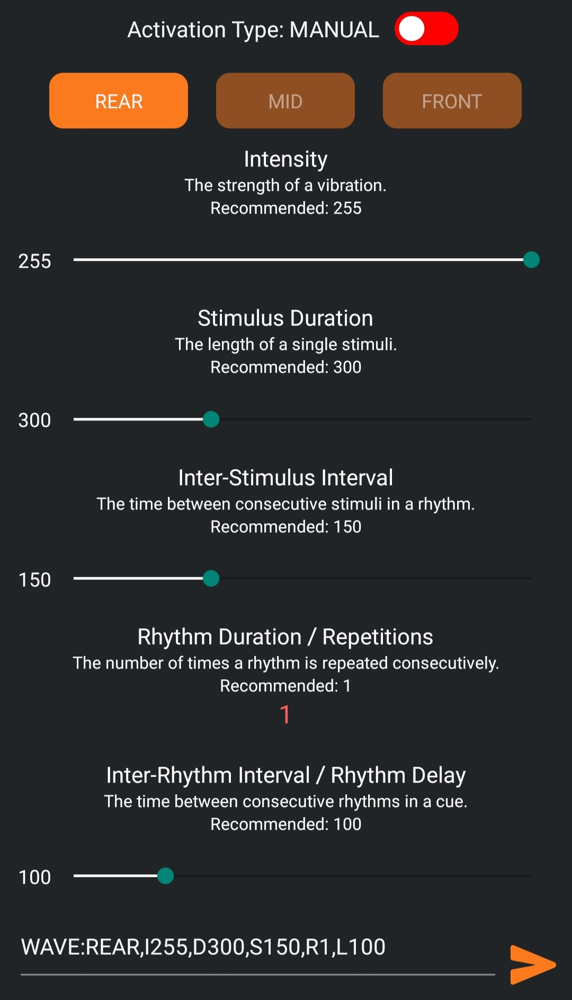 Activation Type: MANUAL
REAR
MID
FRONT
Intensity
The strength of a vibration.
Recommended: 255
255
Stimulus Duration
The length of a single stimuli.
Recommended: 300
300
Inter-Stimulus Interval
The time between consecutive stimuli in a rhythm.
Recommended: 150
150
Rhythm Duration / Repetitions
The number of times a rhythm is repeated consecutively.
Recommended: 1
1
Inter-Rhythm Interval / Rhythm Delay
The time between consecutive rhythms in a cue.
Recommended: 100
100
WAVE:REAR,I255,D300,S150,R1,L100